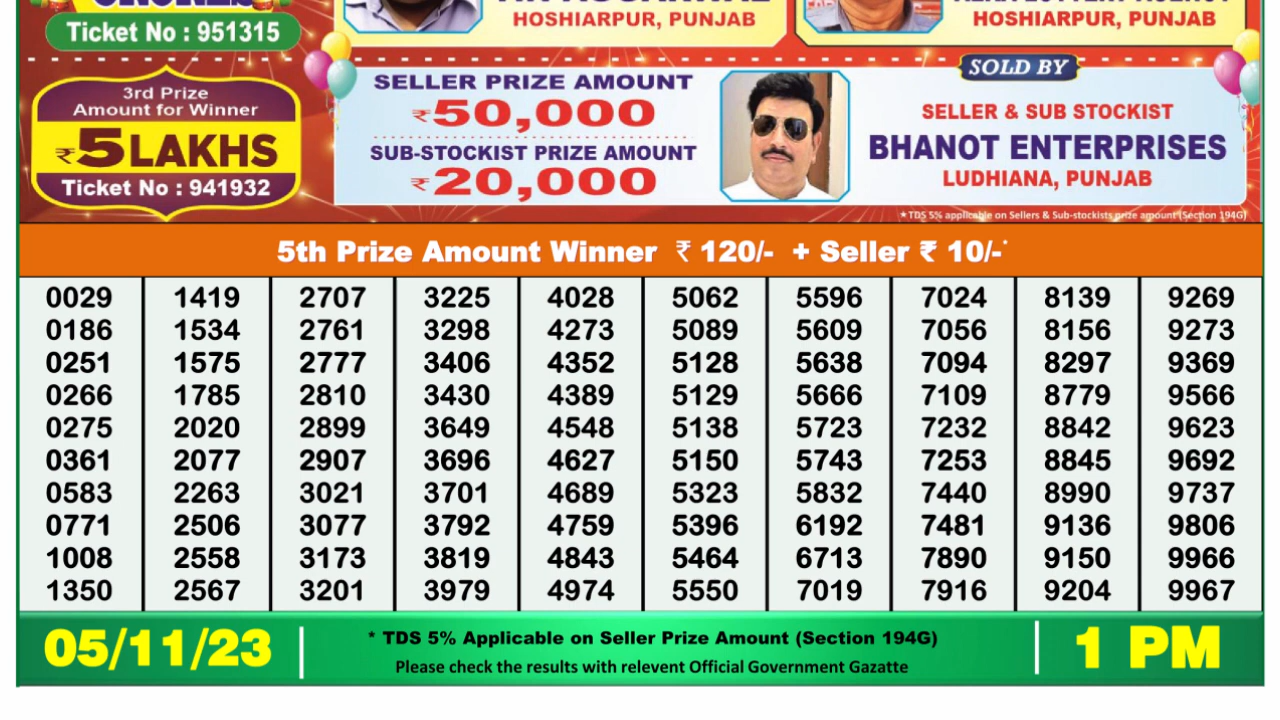 Ticket No : 951315
HOSHIARPUR, PUNJAB
HOSHIARPUR, PUNJAB
3rd Prize
Amount for Winner
₹5 LAKHS
Ticket No : 941932
SELLER PRIZE AMOUNT
₹50,000
SUB-STOCKIST PRIZE AMOUNT
₹20,000
SOLD BY
SELLER & SUB STOCKIST
BHANOT ENTERPRISES
LUDHIANA, PUNJAB
★TDS 5% applicable on Sellers & Sub-stockists prize amount (Section 194G)
5th Prize Amount Winner ₹ 120/- + Seller ₹ 10/-*
0029 1419 2707 3225 4028 5062 5596 7024 8139 9269
0186 1534 2761 3298 4273 5089 5609 7056 8156 9273
0251 1575 2777 3406 4352 5128 5638 7094 8297 9369
0266 1785 2810 3430 4389 5129 5666 7109 8779 9566
0275 2020 2899 3649 4548 5138 5723 7232 8842 9623
0361 2077 2907 3696 4627 5150 5743 7253 8845 9692
0583 2263 3021 3701 4689 5323 5832 7440 8990 9737
0771 2506 3077 3792 4759 5396 6192 7481 9136 9806
1008 2558 3173 3819 4843 5464 6713 7890 9150 9966
1350 2567 3201 3979 4974 5550 7019 7916 9204 9967
05/11/23
* TDS 5% Applicable on Seller Prize Amount (Section 194G)
Please check the results with relevent Official Government Gazatte
1 PM